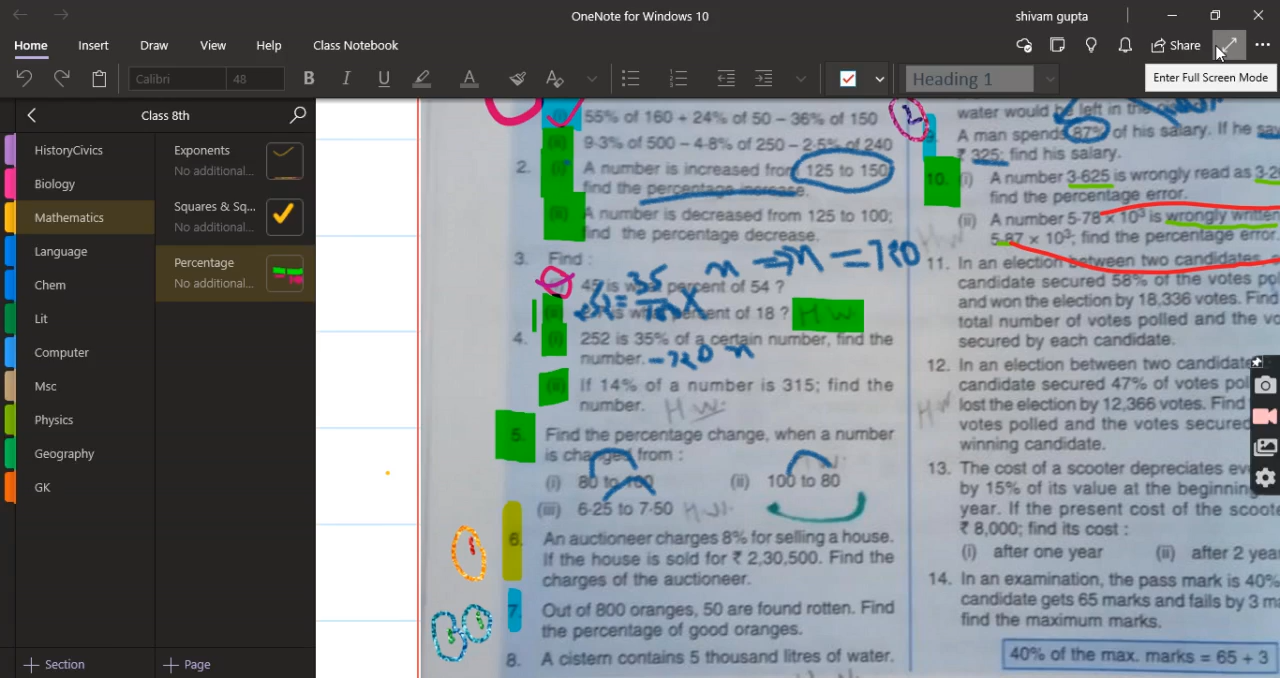 OneNote for Windows 10
shivam gupta
Home Insert Draw View Help Class Notebook
Share
Calibri 48 B I U A A Heading 1
Enter Full Screen Mode
Class 8th
HistoryCivics
Biology
Mathematics
Language
Chem
Lit
Computer
Msc
Physics
Geography
GK
+ Section
Exponents
No additional...
Squares & Sq...
No additional...
Percentage
No additional...
+ Page
(i) 55% of 160 + 24% of 50 – 36% of 150
(ii) 9·3% of 500 – 4·8% of 250 – 2·5% of 240
2. (i) A number is increased from 125 to 150;
find the percentage increase.
(ii) A number is decreased from 125 to 100;
find the percentage decrease.
3. Find :
45 is what percent of 54 ?
is what percent of 18 ? HW
4. (i) 252 is 35% of a certain number, find the
number. –720
(ii) If 14% of a number is 315; find the
number. HW.
5. Find the percentage change, when a number
is changed from :
(i) 80 to 100 (ii) 100 to 80
(iii) 6·25 to 7·50 HW.
6. An auctioneer charges 8% for selling a house.
If the house is sold for ₹ 2,30,500. Find the
charges of the auctioneer.
7. Out of 800 oranges, 50 are found rotten. Find
the percentage of good oranges.
8. A cistern contains 5 thousand litres of water.
water would be left in the
A man spends 87% of his salary. If he
₹ 325; find his salary.
10. (i) A number 3·625 is wrongly read as
find the percentage error.
(ii) A number 5·78 × 10³ is wrongly written
5.87 × 10³; find the percentage error.
HW
11. In an election between two candidates,
candidate secured 58% of the votes
and won the election by 18,336 votes. Find
total number of votes polled and the
secured by each candidate.
12. In an election between two candidate
candidate secured 47% of votes
HW lost the election by 12,366 votes. Find
votes polled and the votes secured
winning candidate.
13. The cost of a scooter depreciates
by 15% of its value at the beginning
year. If the present cost of the
₹ 8,000; find its cost :
(i) after one year (ii) after 2
14. In an examination, the pass mark is 40%
candidate gets 65 marks and fails by 3
find the maximum marks.
40% of the max. marks = 65 + 3